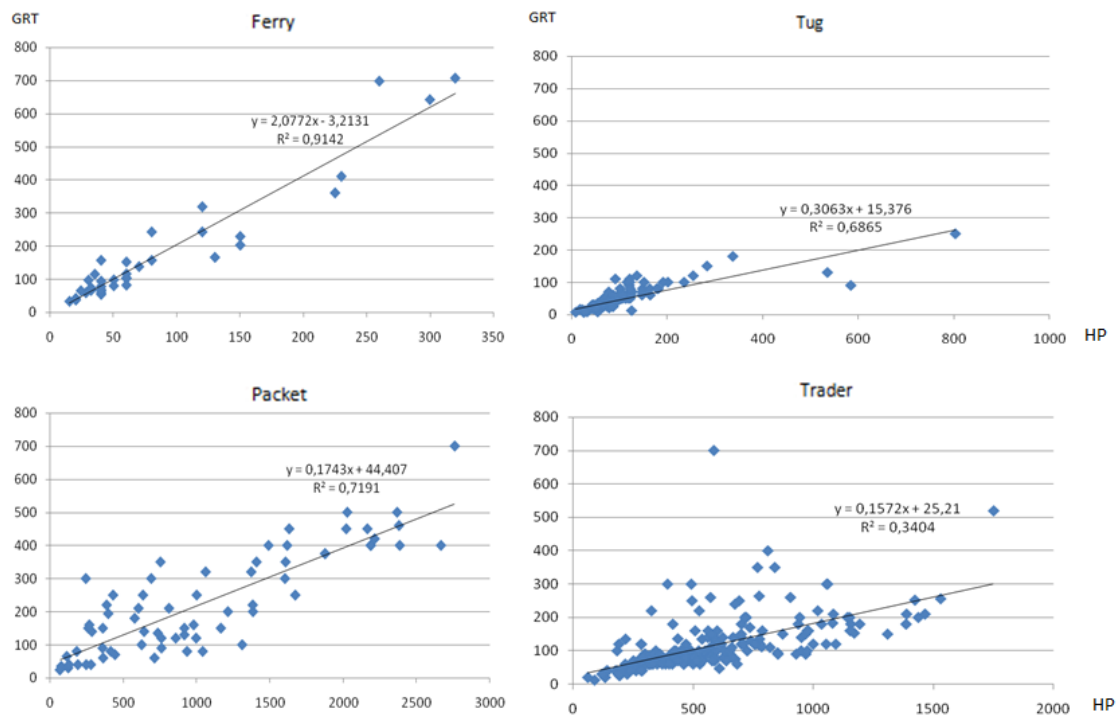 GRT
Ferry
800
700
600
500
400
300
200
100
0
y = 2,0772x - 3,2131
R² = 0,9142
0 50 100 150 200 250 300 350
GRT
Tug
800
700
600
500
400
300
200
100
0
y = 0,3063x + 15,376
R² = 0,6865
0 200 400 600 800 1000
HP
Packet
800
700
600
500
400
300
200
100
0
y = 0,1743x + 44,407
R² = 0,7191
0 500 1000 1500 2000 2500 3000
Trader
800
700
600
500
400
300
200
100
0
y = 0,1572x + 25,21
R² = 0,3404
0 500 1000 1500 2000
HP